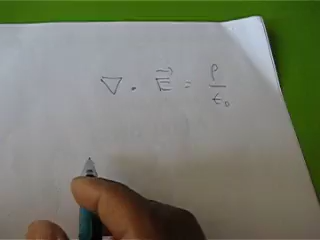 ∇ · E⃗ = ρ/ε₀